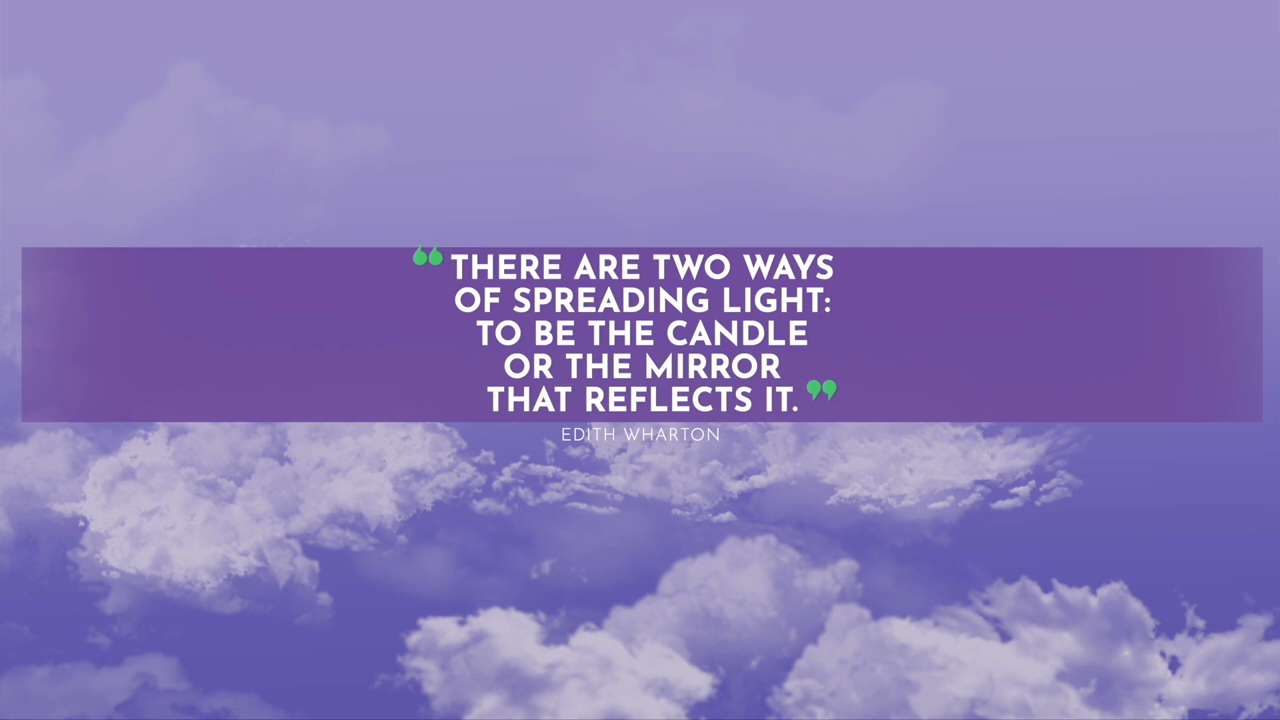 “ THERE ARE TWO WAYS
OF SPREADING LIGHT:
TO BE THE CANDLE
OR THE MIRROR
THAT REFLECTS IT. ”
EDITH WHARTON